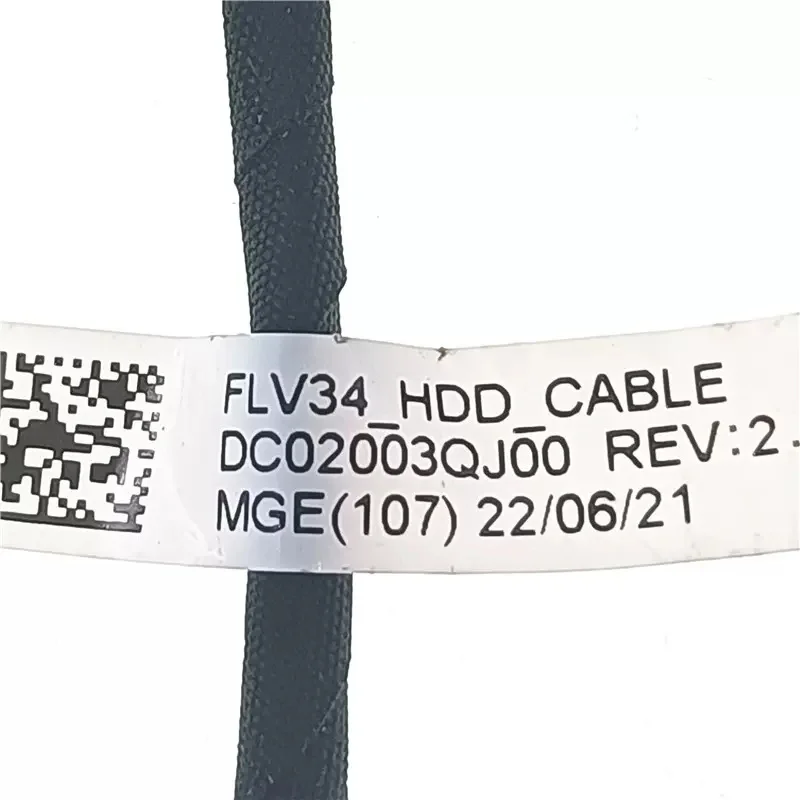 FLV34_HDD_CABLE
DC02003QJ00 REV:2.
MGE(107) 22/06/21